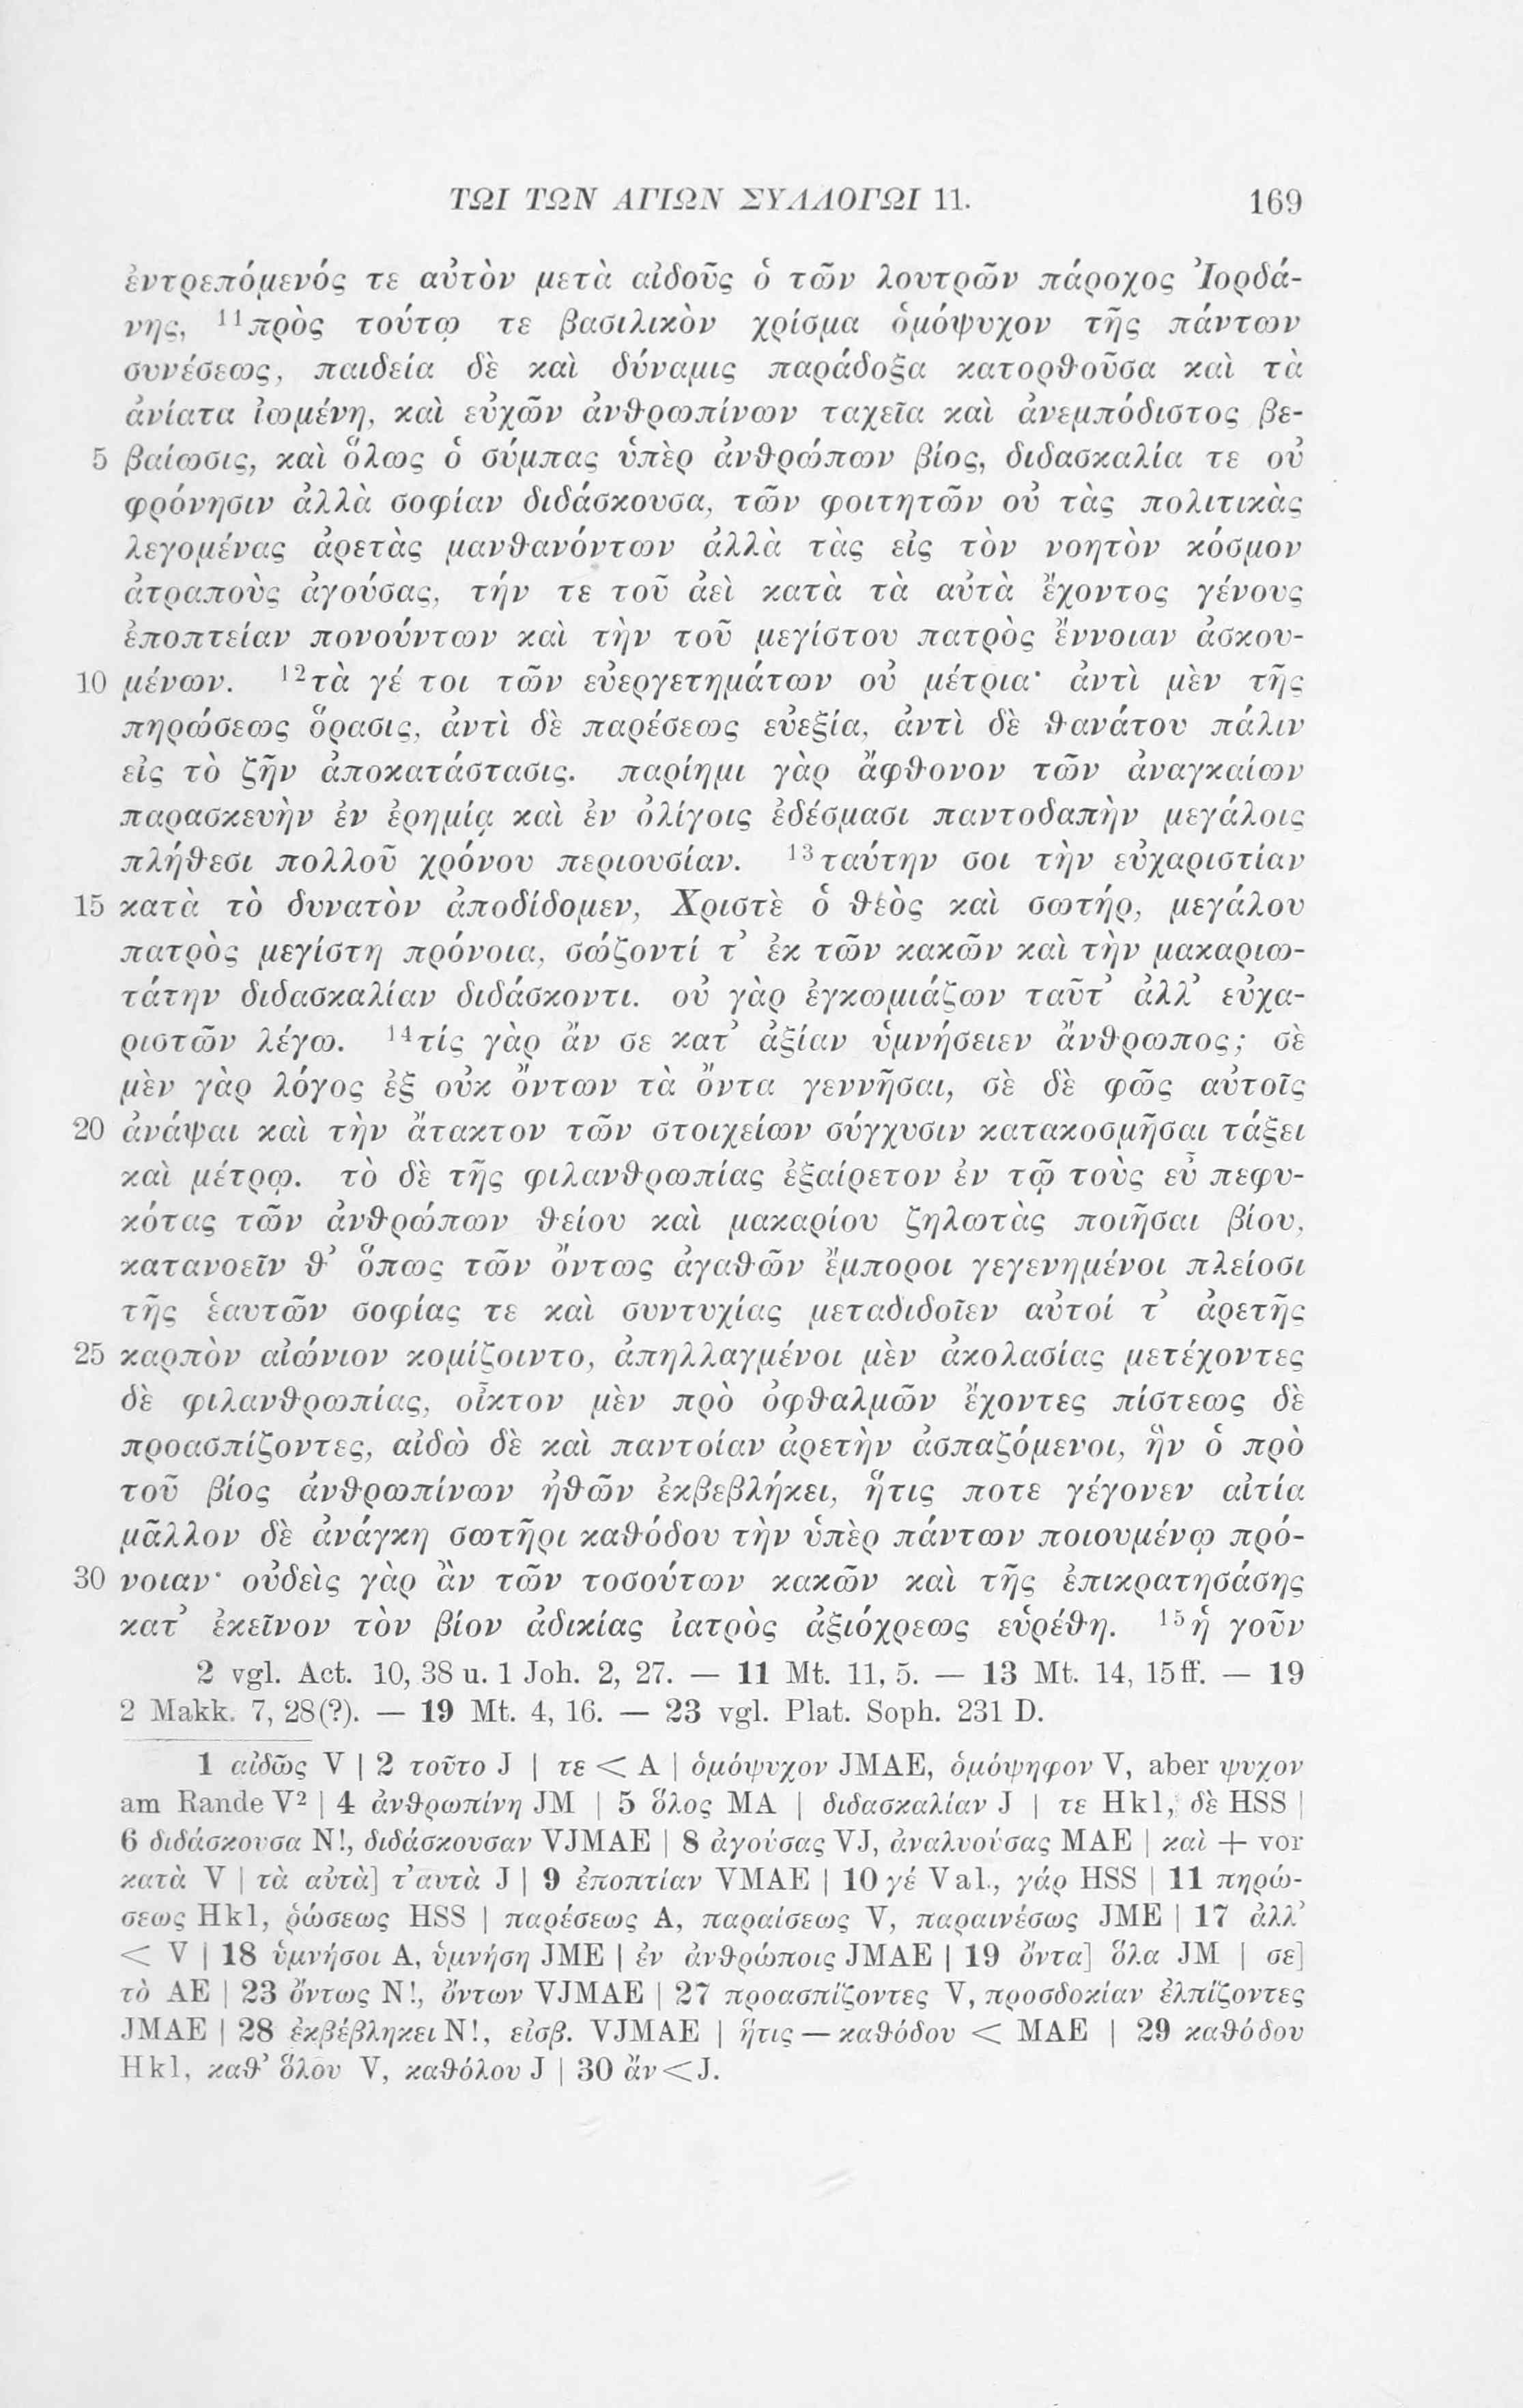 ΤΩΙ ΤΩΝ ΑΓΙΩΝ ΣΥΛΛΟΓΩΙ 11. 169
ἐντρεπόμενός τε αὐτὸν μετὰ αἰδοῦς ὁ τῶν λουτρῶν πάροχος Ἰορδά-
νης, ¹¹πρὸς τούτῳ τε βασιλικὸν χρίσμα ὁμόψυχον τῆς πάντων
συνέσεως, παιδεία δὲ καὶ δύναμις παράδοξα κατορθοῦσα καὶ τὰ
ἀνίατα ἰωμένη, καὶ εὐχῶν ἀνθρωπίνων ταχεῖα καὶ ἀνεμπόδιστος βε-
5 βαίωσις, καὶ ὅλως ὁ σύμπας ὑπὲρ ἀνθρώπων βίος, διδασκαλία τε οὐ
φρόνησιν ἀλλὰ σοφίαν διδάσκουσα, τῶν φοιτητῶν οὐ τὰς πολιτικὰς
λεγομένας ἀρετὰς μανθανόντων ἀλλὰ τὰς εἰς τὸν νοητὸν κόσμον
ἀτραποὺς ἀγούσας, τήν τε τοῦ ἀεὶ κατὰ τὰ αὐτὰ ἔχοντος γένους
ἐποπτείαν πονούντων καὶ τὴν τοῦ μεγίστου πατρὸς ἔννοιαν ἀσκου-
10 μένων. ¹²τὰ γέ τοι τῶν εὐεργετημάτων οὐ μέτρια· ἀντὶ μὲν τῆς
πηρώσεως ὅρασις, ἀντὶ δὲ παρέσεως εὐεξία, ἀντὶ δὲ θανάτου πάλιν
εἰς τὸ ζῆν ἀποκατάστασις. παρίημι γὰρ ἄφθονον τῶν ἀναγκαίων
παρασκευὴν ἐν ἐρημίᾳ καὶ ἐν ὀλίγοις ἐδέσμασι παντοδαπὴν μεγάλοις
πλήθεσι πολλοῦ χρόνου περιουσίαν. ¹³ταύτην σοι τὴν εὐχαριστίαν
15 κατὰ τὸ δυνατὸν ἀποδίδομεν, Χριστὲ ὁ θεὸς καὶ σωτήρ, μεγάλου
πατρὸς μεγίστη πρόνοια, σώζοντί τ’ ἐκ τῶν κακῶν καὶ τὴν μακαριω-
τάτην διδασκαλίαν διδάσκοντι. οὐ γὰρ ἐγκωμιάζων ταῦτ’ ἀλλ’ εὐχα-
ριστῶν λέγω. ¹⁴τίς γὰρ ἄν σε κατ’ ἀξίαν ὑμνήσειεν ἄνθρωπος; σὲ
μὲν γὰρ λόγος ἐξ οὐκ ὄντων τὰ ὄντα γεννῆσαι, σὲ δὲ φῶς αὐτοῖς
20 ἀνάψαι καὶ τὴν ἄτακτον τῶν στοιχείων σύγχυσιν κατακοσμῆσαι τάξει
καὶ μέτρῳ. τὸ δὲ τῆς φιλανθρωπίας ἐξαίρετον ἐν τῷ τοὺς εὖ πεφυ-
κότας τῶν ἀνθρώπων θείου καὶ μακαρίου ζηλωτὰς ποιῆσαι βίου,
κατανοεῖν θ’ ὅπως τῶν ὄντως ἀγαθῶν ἔμποροι γεγενημένοι πλείοσι
τῆς ἑαυτῶν σοφίας τε καὶ συντυχίας μεταδιδοῖεν αὐτοί τ’ ἀρετῆς
25 καρπὸν αἰώνιον κομίζοιντο, ἀπηλλαγμένοι μὲν ἀκολασίας μετέχοντες
δὲ φιλανθρωπίας, οἶκτον μὲν πρὸ ὀφθαλμῶν ἔχοντες πίστεως δὲ
προασπίζοντες, αἰδὼ δὲ καὶ παντοίαν ἀρετὴν ἀσπαζόμενοι, ἣν ὁ πρὸ
τοῦ βίος ἀνθρωπίνων ἠθῶν ἐκβεβλήκει, ἥτις ποτε γέγονεν αἰτία
μᾶλλον δὲ ἀνάγκη σωτῆρι καθόδου τὴν ὑπὲρ πάντων ποιουμένῳ πρό-
30 νοιαν· οὐδεὶς γὰρ ἂν τῶν τοσούτων κακῶν καὶ τῆς ἐπικρατησάσης
κατ’ ἐκεῖνον τὸν βίον ἀδικίας ἰατρὸς ἀξιόχρεως εὑρέθη. ¹⁵ἡ γοῦν
2 vgl. Act. 10, 38 u. 1 Joh. 2, 27. — 11 Mt. 11, 5. — 13 Mt. 14, 15 ff. — 19
2 Makk. 7, 28(?). — 19 Mt. 4, 16. — 23 vgl. Plat. Soph. 231 D.
1 αἰδῶς V | 2 τοῦτο J | τε < A | ὁμόψυχον JMAE, ὁμόψηφον V, aber ψυχον
am Rande V² | 4 ἀνθρωπίνη JM | 5 ὅλος MA | διδασκαλίαν J | τε Hkl, δὲ HSS |
6 διδάσκουσα N!, διδάσκουσαν VJMAE | 8 ἀγούσας VJ, ἀναλυούσας MAE | καὶ + vor
κατὰ V | τὰ αὐτὰ] τ’αυτὰ J | 9 ἐποπτίαν VMAE | 10 γέ Val., γάρ HSS | 11 πηρώ-
σεως Hkl, ῥώσεως HSS | παρέσεως A, παραίσεως V, παραινέσως JME | 17 ἀλλ’
< V | 18 ὑμνήσοι A, ὑμνήση JME | ἐν ἀνθρώποις JMAE | 19 ὄντα] ὅλα JM | σε]
τὸ AE | 23 ὄντως N!, ὄντων VJMAE | 27 προασπίζοντες V, προσδοκίαν ἐλπίζοντες
JMAE | 28 ἐκβέβληκει N!, εἰσβ. VJMAE | ἥτις — καθόδου < MAE | 29 καθόδου
Hkl, καθ’ ὅλου V, καθόλου J | 30 ἄν < J.